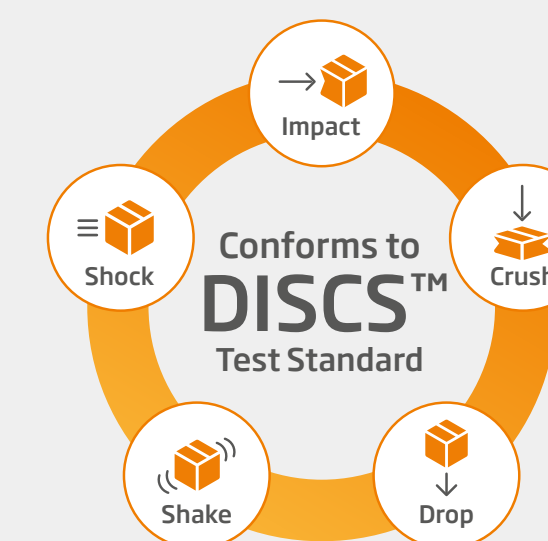 Impact
Shock
Conforms to
DISCS™
Test Standard
Crush
Shake
Drop